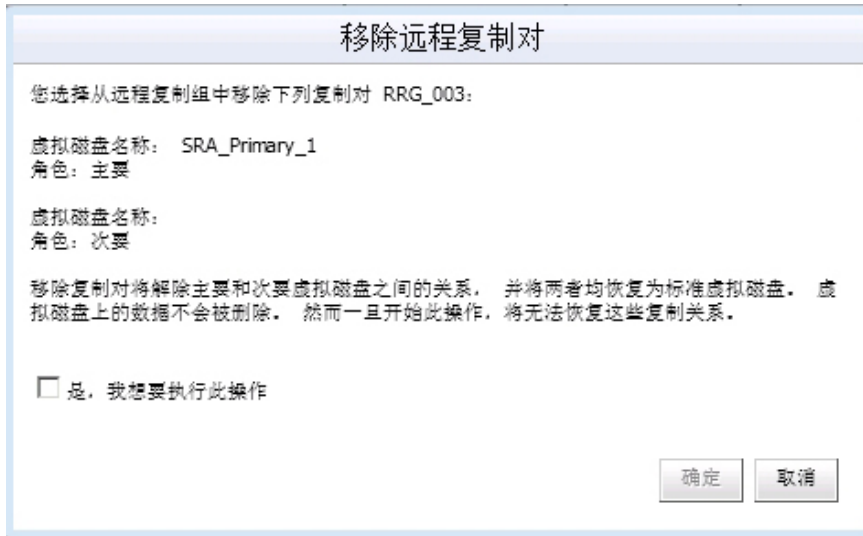 移除远程复制对
您选择从远程复制组中移除下列复制对 RRG_003：
虚拟磁盘名称： SRA_Primary_1
角色：主要
虚拟磁盘名称：
角色：次要
移除复制对将解除主要和次要虚拟磁盘之间的关系， 并将两者均恢复为标准虚拟磁盘。 虚
拟磁盘上的数据不会被删除。 然而一旦开始此操作，将无法恢复这些复制关系。
是，我想要执行此操作
确定 取消